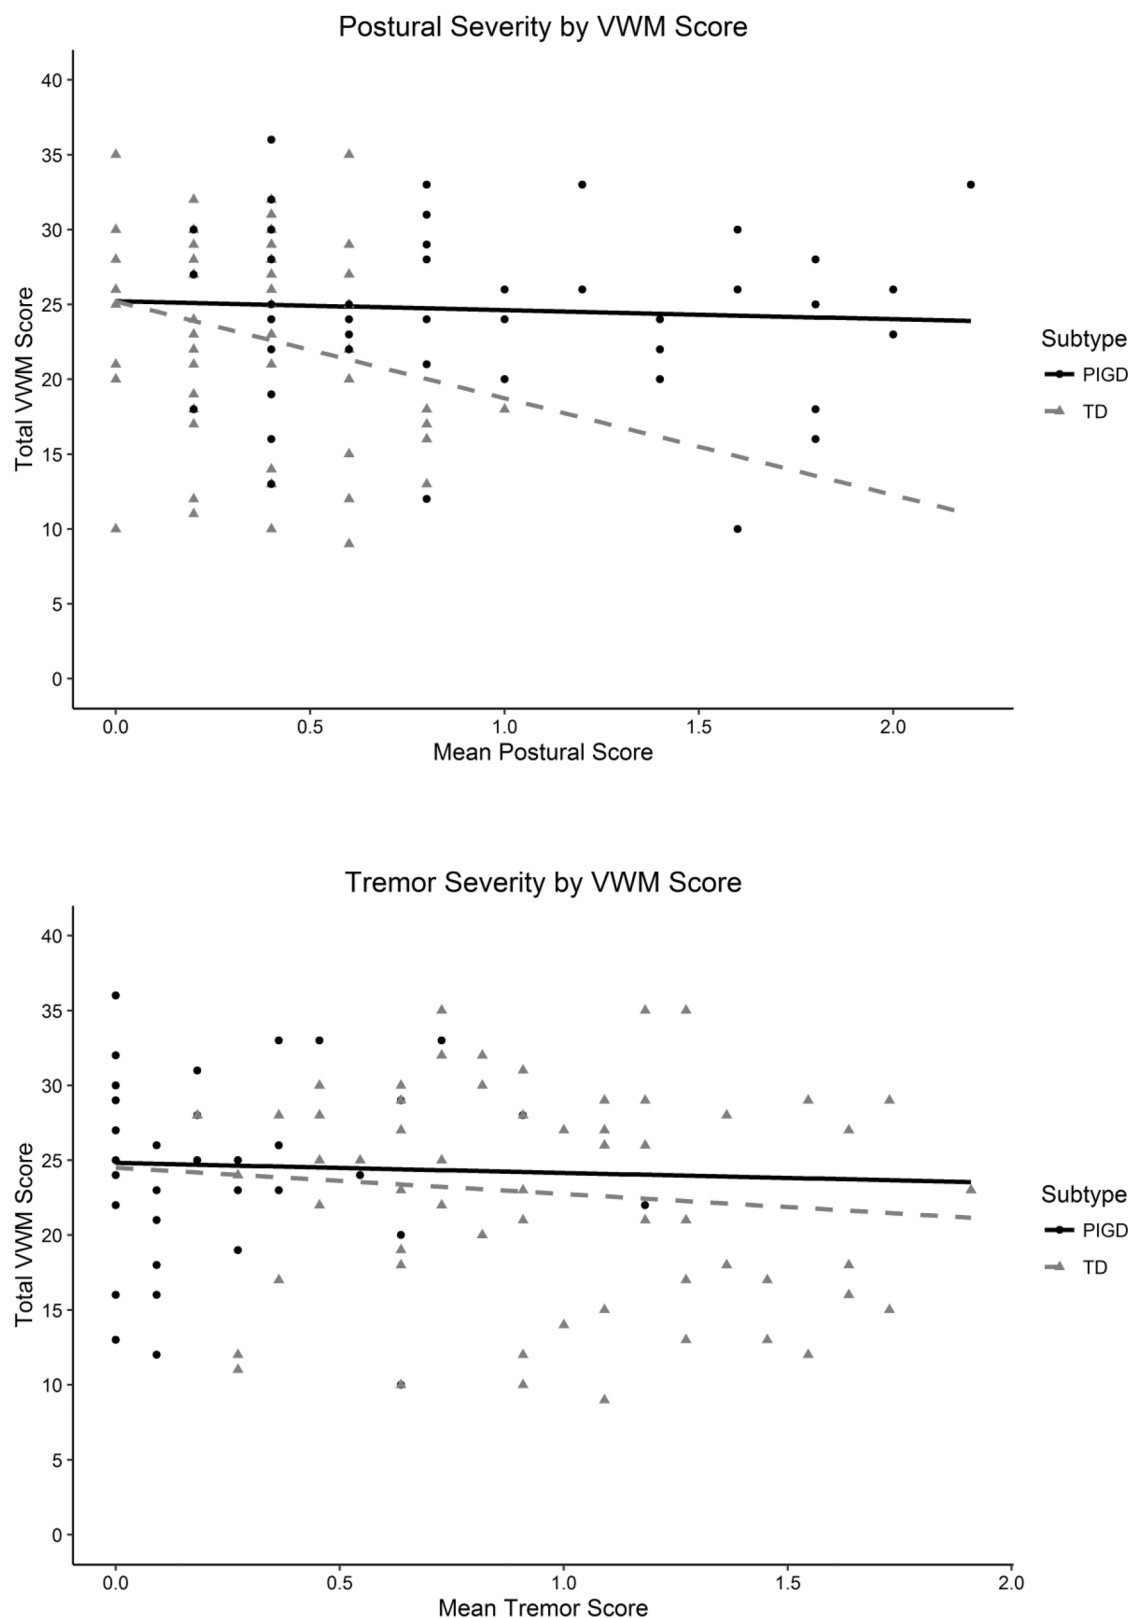 Postural Severity by VWM Score
40
35
30
25
20
15
10
5
0
Total VWM Score
0.0 0.5 1.0 1.5 2.0
Mean Postural Score
Subtype
PIGD
TD
Tremor Severity by VWM Score
40
35
30
25
20
15
10
5
0
Total VWM Score
0.0 0.5 1.0 1.5 2.0
Mean Tremor Score
Subtype
PIGD
TD